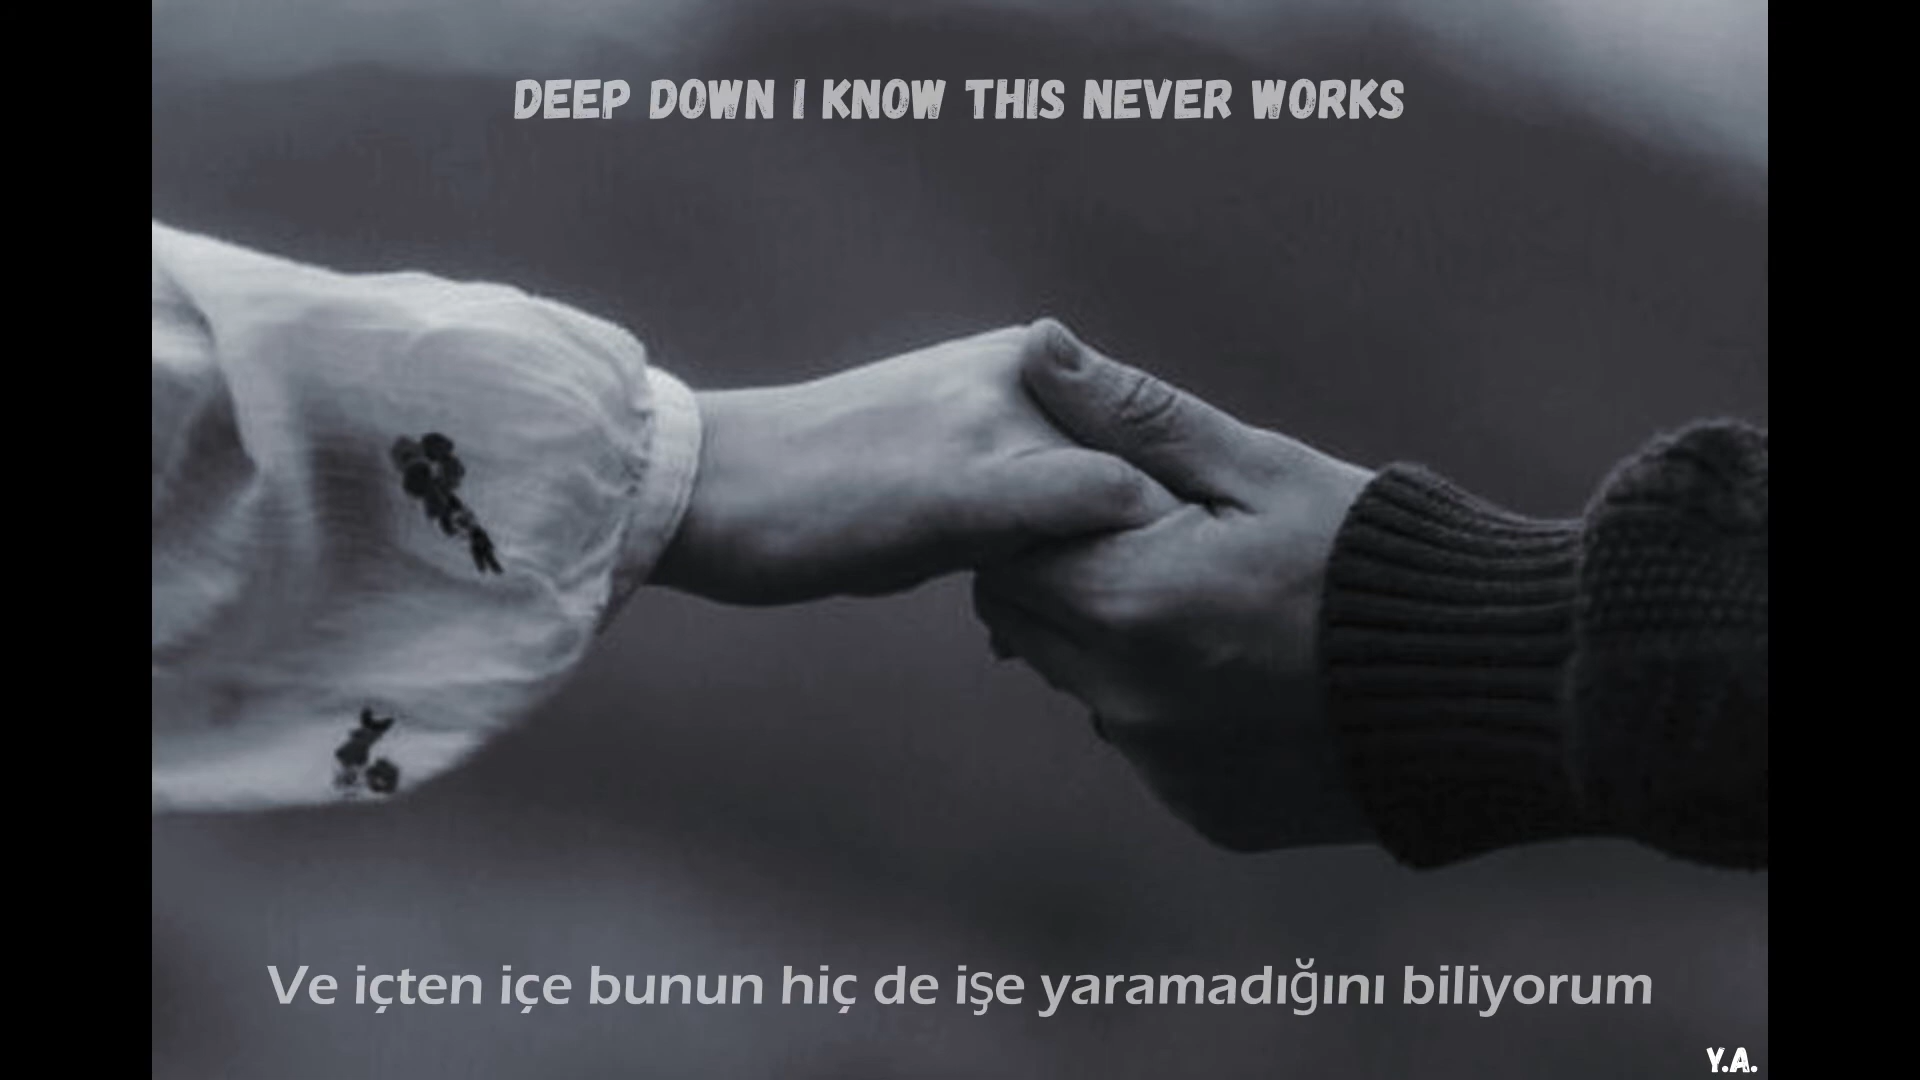 DEEP DOWN I KNOW THIS NEVER WORKS
Ve içten içe bunun hiç de işe yaramadığını biliyorum
Y.A.